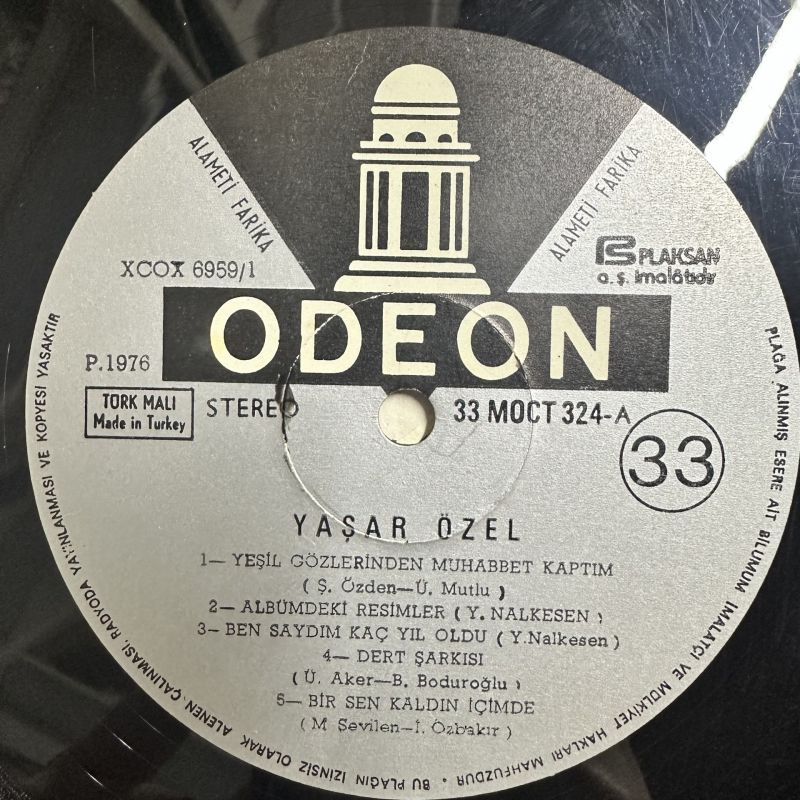 ALAMETİ FARİKA
ALAMETİ FARİKA
XCOX 6959/1
PLAKSAN
a.ş. imalâtıdır
ODEON
P.1976
TÜRK MALI
Made in Turkey
STEREO
33 MOCT 324-A
33
YAŞAR ÖZEL
1— YEŞİL GÖZLERİNDEN MUHABBET KAPTIM
( Ş. Özden—Ü. Mutlu )
2— ALBÜMDEKİ RESİMLER ( Y. NALKESEN )
3— BEN SAYDIM KAÇ YIL OLDU ( Y.Nalkesen )
4— DERT ŞARKISI
( Ü. Aker—B. Boduroğlu )
5— BİR SEN KALDIN İÇİMDE
( M Sevilen—İ. Özbakır )
PLAĞA ALINMIŞ ESERE AİT BİLUMUM İMALATÇI VE MÜLKİYET HAKLARI MAHFUZDUR • BU PLAĞIN İZİNSİZ OLARAK ALENEN ÇALINMASI, RADYODA YAYINLANMASI VE KOPYESİ YASAKTIR